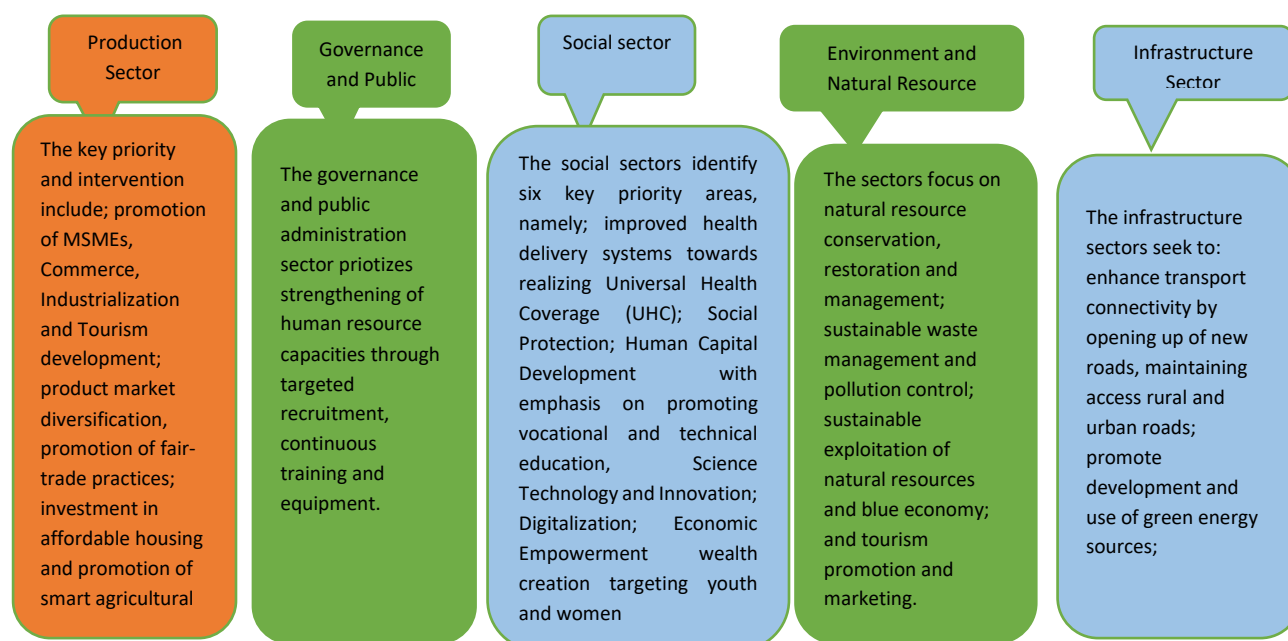 Production
Sector
The key priority
and intervention
include; promotion
of MSMEs,
Commerce,
Industrialization
and Tourism
development;
product market
diversification,
promotion of fair-
trade practices;
investment in
affordable housing
and promotion of
smart agricultural
Governance
and Public
The governance
and public
administration
sector priotizes
strengthening of
human resource
capacities through
targeted
recruitment,
continuous
training and
equipment.
Social sector
The social sectors identify
six key priority areas,
namely; improved health
delivery systems towards
realizing Universal Health
Coverage (UHC); Social
Protection; Human Capital
Development with
emphasis on promoting
vocational and technical
education, Science
Technology and Innovation;
Digitalization; Economic
Empowerment wealth
creation targeting youth
and women
Environment and
Natural Resource
The sectors focus on
natural resource
conservation,
restoration and
management;
sustainable waste
management and
pollution control;
sustainable
exploitation of
natural resources
and blue economy;
and tourism
promotion and
marketing.
Infrastructure
Sector
The infrastructure
sectors seek to:
enhance transport
connectivity by
opening up of new
roads, maintaining
access rural and
urban roads;
promote
development and
use of green energy
sources;